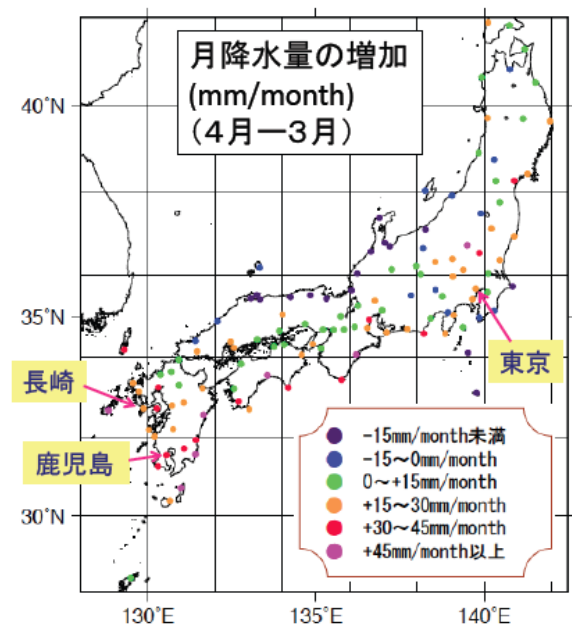 月降水量の増加
(mm/month)
（４月ー３月）
40°N
35°N
30°N
130°E
135°E
140°E
東京
長崎
鹿児島
-15mm/month未満
-15～0mm/month
0～+15mm/month
+15～30mm/month
+30～45mm/month
+45mm/month以上